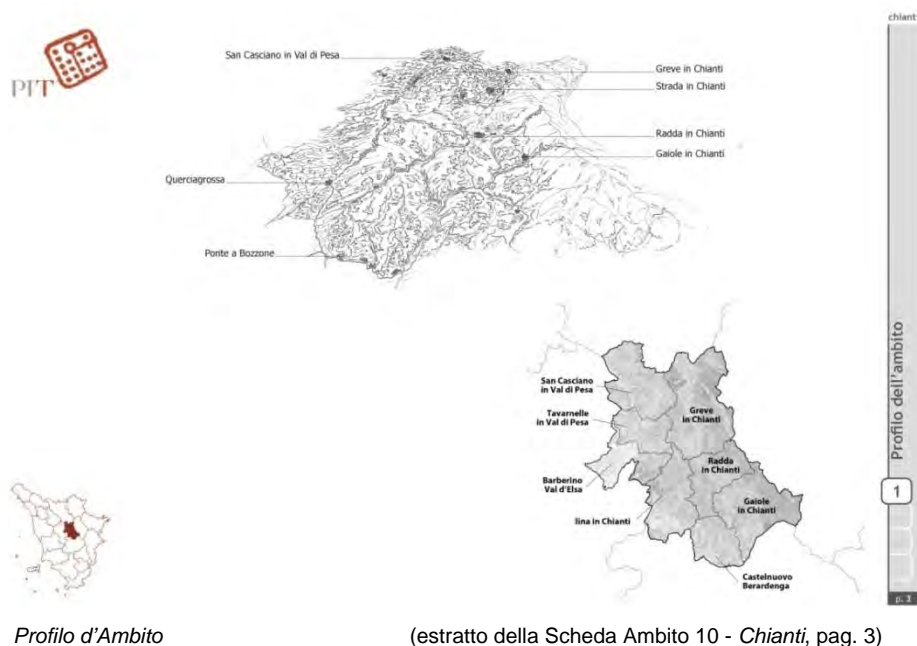 chianti
PIT
San Casciano in Val di Pesa
Greve in Chianti
Strada in Chianti
Radda in Chianti
Gaiole in Chianti
Querciagrossa
Ponte a Bozzone
San Casciano
in Val di Pesa
Greve
in Chianti
Tavarnelle
in Val di Pesa
Radda
in Chianti
Barberino
Val d'Elsa
Gaiole
in Chianti
lina in Chianti
Castelnuovo
Berardenga
Profilo dell'ambito
1
p. 3
Profilo d'Ambito
(estratto della Scheda Ambito 10 - Chianti, pag. 3)